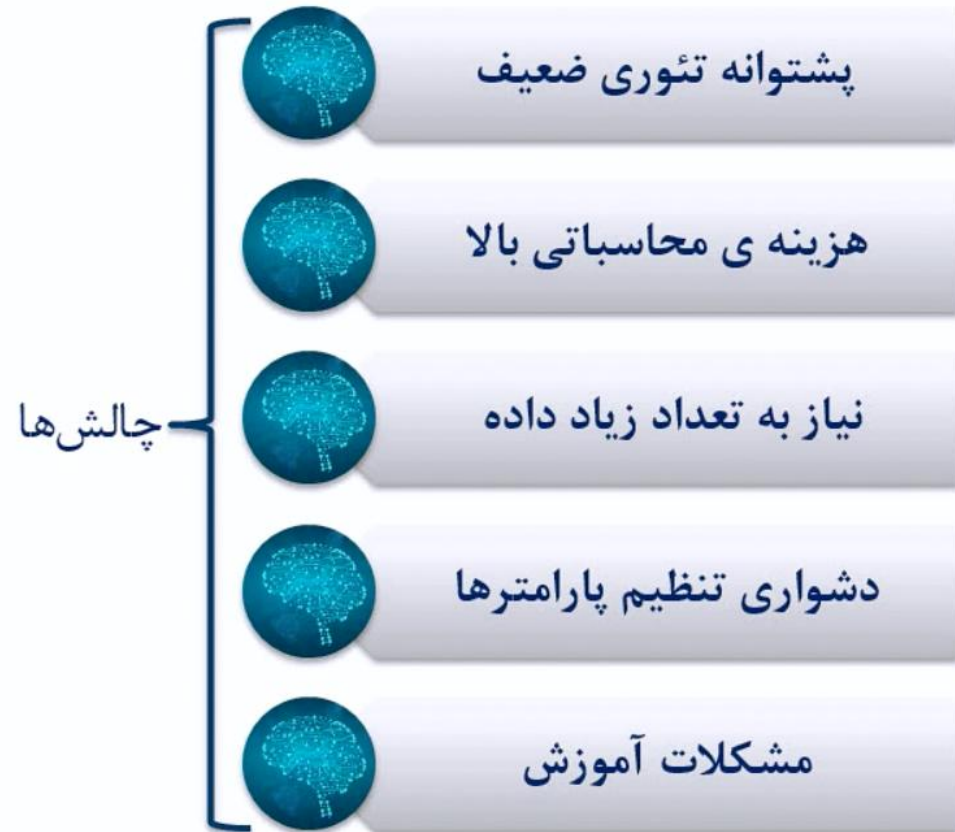 چالش‌ها
پشتوانه تئوری ضعیف
هزینه ی محاسباتی بالا
نیاز به تعداد زیاد داده
دشواری تنظیم پارامترها
مشکلات آموزش